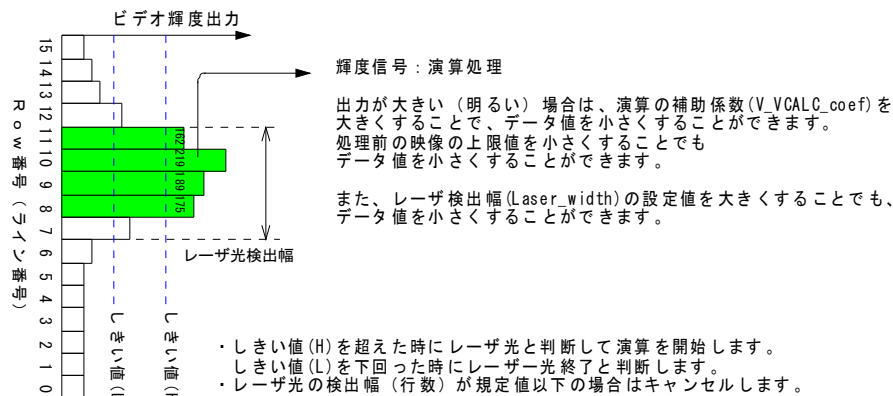 ビデオ輝度出力
Row番号(ライン番号)
15
14
13
12
11
10
9
8
7
6
5
4
3
2
1
0
162
219
189
175
レーザ光検出幅
しきい値(L
しきい値(H
輝度信号:演算処理
出力が大きい(明るい)場合は、演算の補助係数(V_VCALC_coef)を
大きくすることで、データ値を小さくすることができます。
処理前の映像の上限値を小さくすることでも
データ値を小さくすることができます。
また、レーザ検出幅(Laser_width)の設定値を大きくすることでも、
データ値を小さくすることができます。
・しきい値(H)を超えた時にレーザ光と判断して演算を開始します。
しきい値(L)を下回った時にレーザー光終了と判断します。
・レーザ光の検出幅(行数)が規定値以下の場合はキャンセルします。